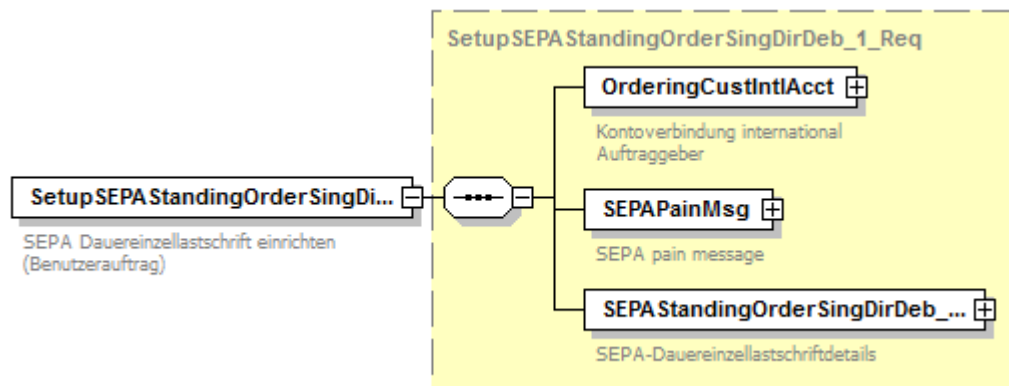 SetupSEPAStandingOrderSingDirDeb_1_Req
OrderingCustIntlAcct
Kontoverbindung international
Auftraggeber
SetupSEPAStandingOrderSingDi...
SEPA Dauereinzellastschrift einrichten
(Benutzerauftrag)
SEPAPainMsg
SEPA pain message
SEPAStandingOrderSingDirDeb_...
SEPA-Dauereinzellastschriftdetails